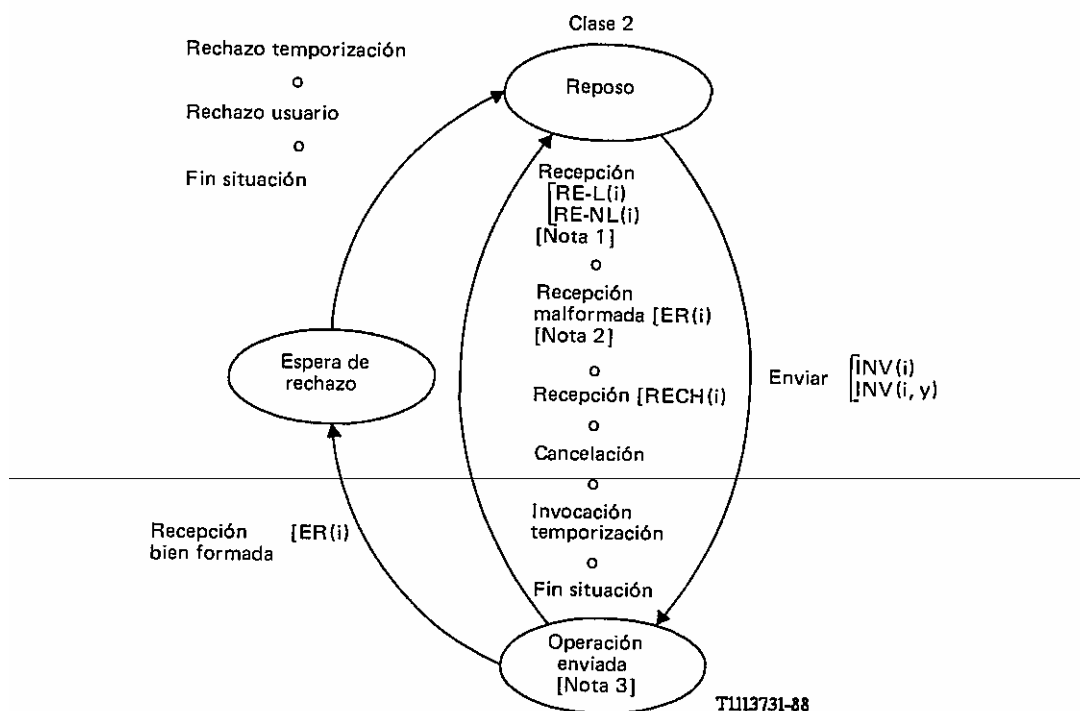 Clase 2
Rechazo temporización
o
Rechazo usuario
o
Fin situación
Reposo
Recepción
[RE-L(i)
RE-NL(i)
[Nota 1]
o
Recepción
malformada [ER(i)
[Nota 2]
o
Recepción [RECH(i)
o
Cancelación
o
Invocación
temporización
o
Fin situación
Espera de
rechazo
Enviar [INV(i)
INV(i, y)
Recepción [ER(i)
bien formada
Operación
enviada
[Nota 3]
T1113731-88